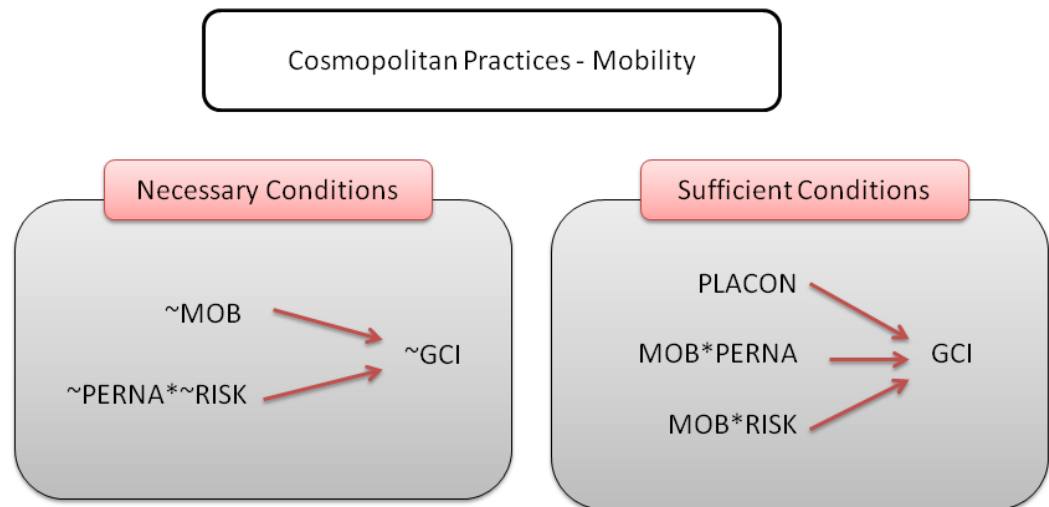 Cosmopolitan Practices - Mobility
Necessary Conditions
~MOB
~GCI
~PERNA*~RISK
Sufficient Conditions
PLACON
MOB*PERNA
GCI
MOB*RISK